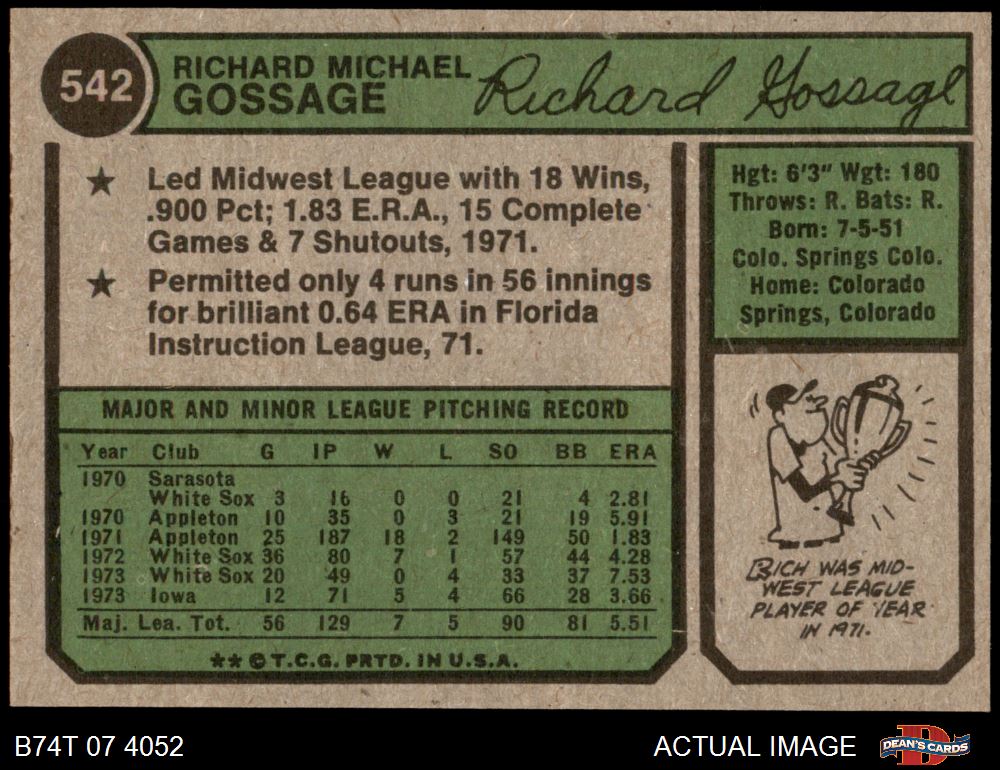 542
RICHARD MICHAEL
GOSSAGE
Richard Gossage
★ Led Midwest League with 18 Wins,
.900 Pct; 1.83 E.R.A., 15 Complete
Games & 7 Shutouts, 1971.
★ Permitted only 4 runs in 56 innings
for brilliant 0.64 ERA in Florida
Instruction League, 71.
Hgt: 6'3" Wgt: 180
Throws: R. Bats: R.
Born: 7-5-51
Colo. Springs Colo.
Home: Colorado
Springs, Colorado
MAJOR AND MINOR LEAGUE PITCHING RECORD
Year Club G IP W L SO BB ERA
1970 Sarasota
White Sox 3 16 0 0 21 4 2.81
1970 Appleton 10 35 0 3 21 19 5.91
1971 Appleton 25 187 18 2 149 50 1.83
1972 White Sox 36 80 7 1 57 44 4.28
1973 White Sox 20 49 0 4 33 37 7.53
1973 Iowa 12 71 5 4 66 28 3.66
Maj. Lea. Tot. 56 129 7 5 90 81 5.51
** © T.C.G. PRTD. IN U.S.A.
RICH WAS MID-
WEST LEAGUE
PLAYER OF YEAR
IN 1971.
B74T 07 4052
ACTUAL IMAGE
D
DEAN'S CARDS